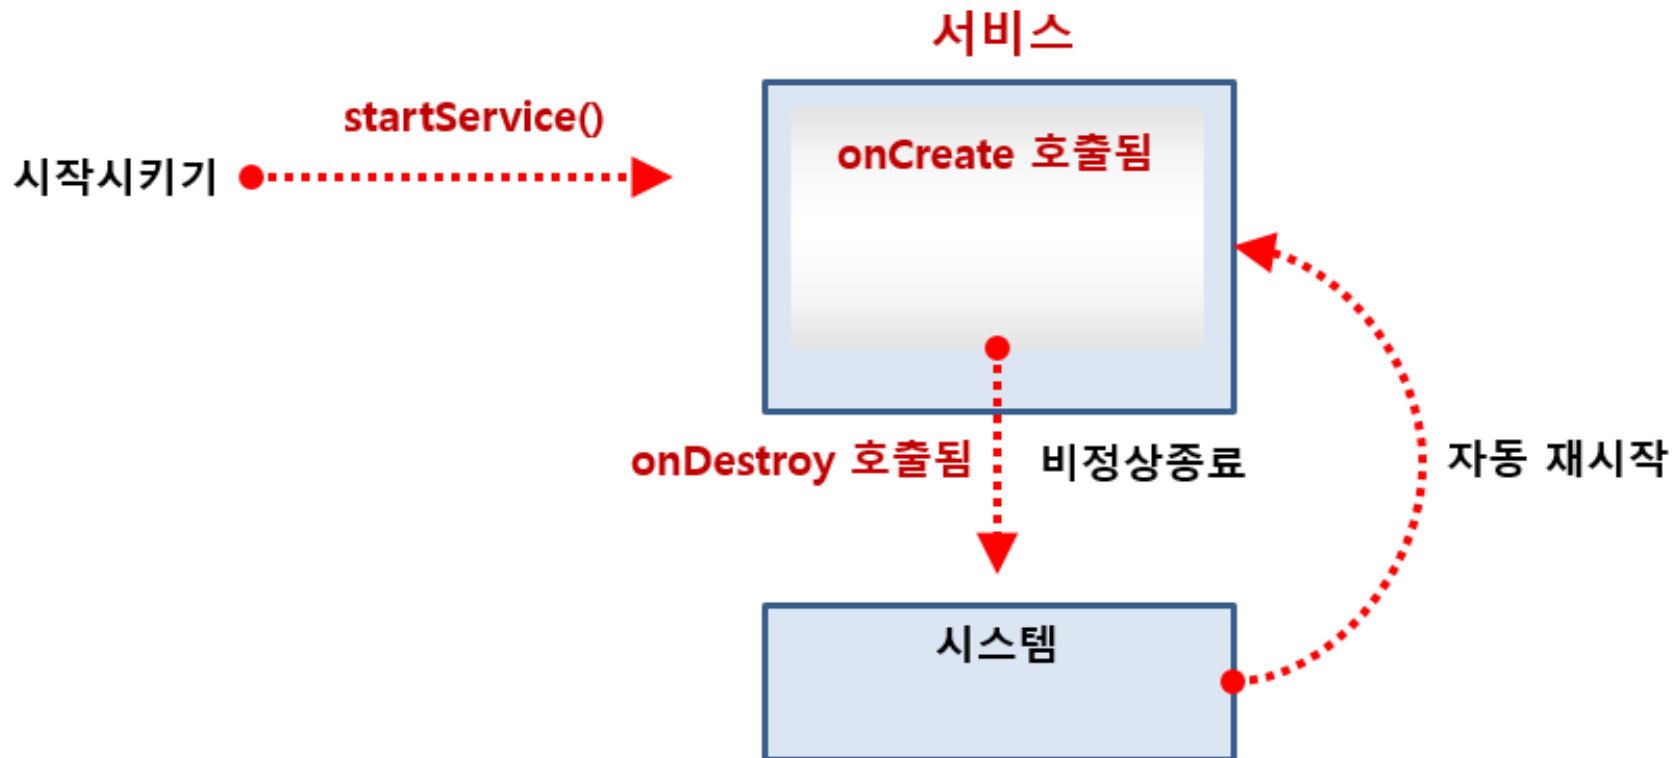 서비스
startService()
시작시키기
onCreate 호출됨
onDestroy 호출됨
비정상종료
자동 재시작
시스템